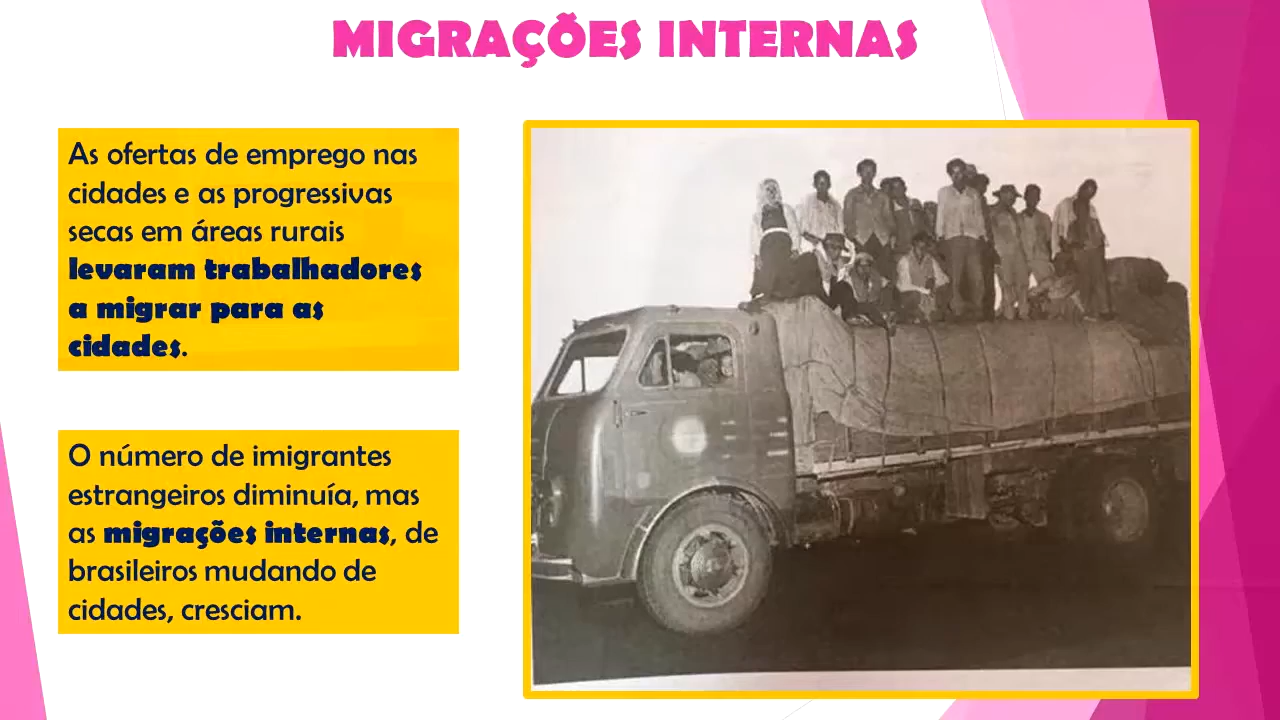 MIGRAÇÕES INTERNAS
As ofertas de emprego nas
cidades e as progressivas
secas em áreas rurais
levaram trabalhadores
a migrar para as
cidades.
O número de imigrantes
estrangeiros diminuía, mas
as migrações internas, de
brasileiros mudando de
cidades, cresciam.